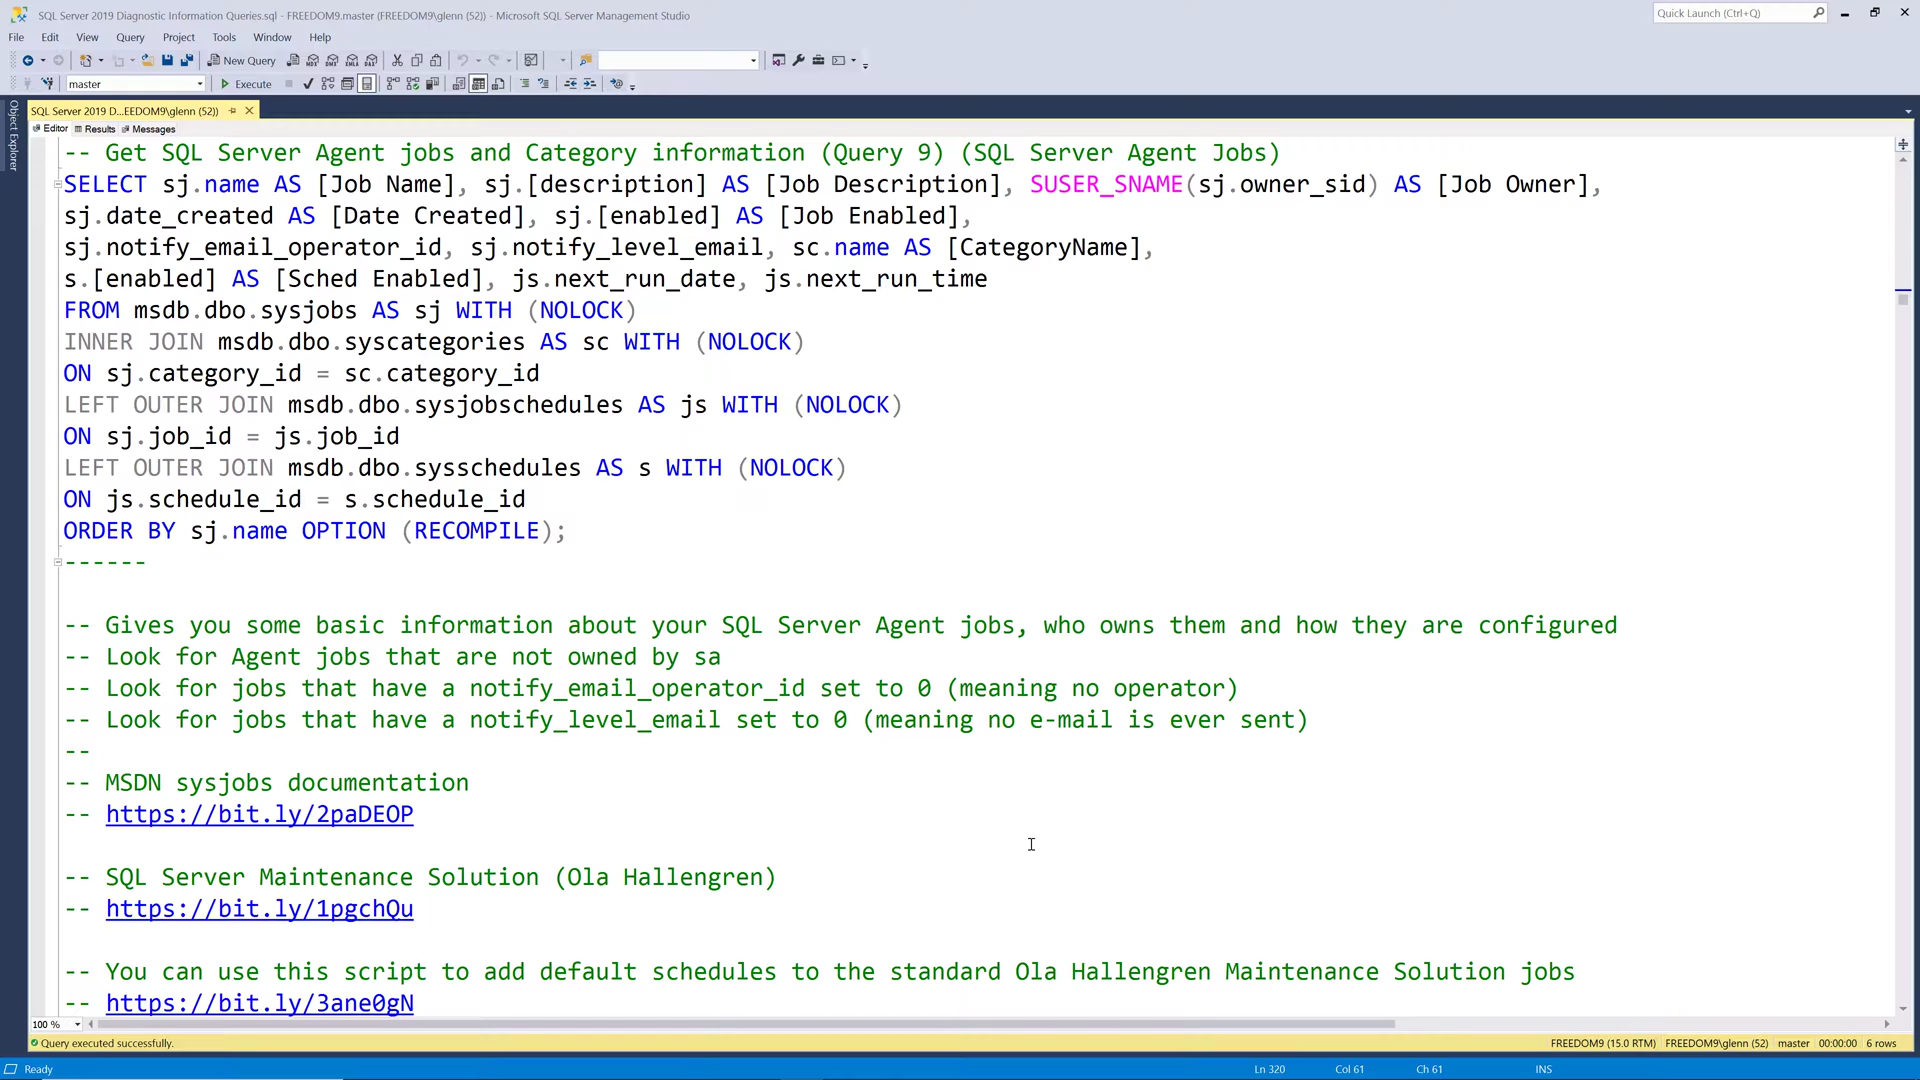 SQL Server 2019 Diagnostic Information Queries.sql - FREEDOM9.master (FREEDOM9\glenn (52)) - Microsoft SQL Server Management Studio
Quick Launch (Ctrl+Q)
File Edit View Query Project Tools Window Help
New Query
master
Execute
Object Explorer
SQL Server 2019 D...EEDOM9\glenn (52))
Editor Results Messages
-- Get SQL Server Agent jobs and Category information (Query 9) (SQL Server Agent Jobs)
SELECT sj.name AS [Job Name], sj.[description] AS [Job Description], SUSER_SNAME(sj.owner_sid) AS [Job Owner],
sj.date_created AS [Date Created], sj.[enabled] AS [Job Enabled],
sj.notify_email_operator_id, sj.notify_level_email, sc.name AS [CategoryName],
s.[enabled] AS [Sched Enabled], js.next_run_date, js.next_run_time
FROM msdb.dbo.sysjobs AS sj WITH (NOLOCK)
INNER JOIN msdb.dbo.syscategories AS sc WITH (NOLOCK)
ON sj.category_id = sc.category_id
LEFT OUTER JOIN msdb.dbo.sysjobschedules AS js WITH (NOLOCK)
ON sj.job_id = js.job_id
LEFT OUTER JOIN msdb.dbo.sysschedules AS s WITH (NOLOCK)
ON js.schedule_id = s.schedule_id
ORDER BY sj.name OPTION (RECOMPILE);
------
-- Gives you some basic information about your SQL Server Agent jobs, who owns them and how they are configured
-- Look for Agent jobs that are not owned by sa
-- Look for jobs that have a notify_email_operator_id set to 0 (meaning no operator)
-- Look for jobs that have a notify_level_email set to 0 (meaning no e-mail is ever sent)
--
-- MSDN sysjobs documentation
-- https://bit.ly/2paDEOP
-- SQL Server Maintenance Solution (Ola Hallengren)
-- https://bit.ly/1pgchQu
-- You can use this script to add default schedules to the standard Ola Hallengren Maintenance Solution jobs
-- https://bit.ly/3ane0gN
100 %
Query executed successfully. FREEDOM9 (15.0 RTM) FREEDOM9\glenn (52) master 00:00:00 6 rows
Ready Ln 320 Col 61 Ch 61 INS